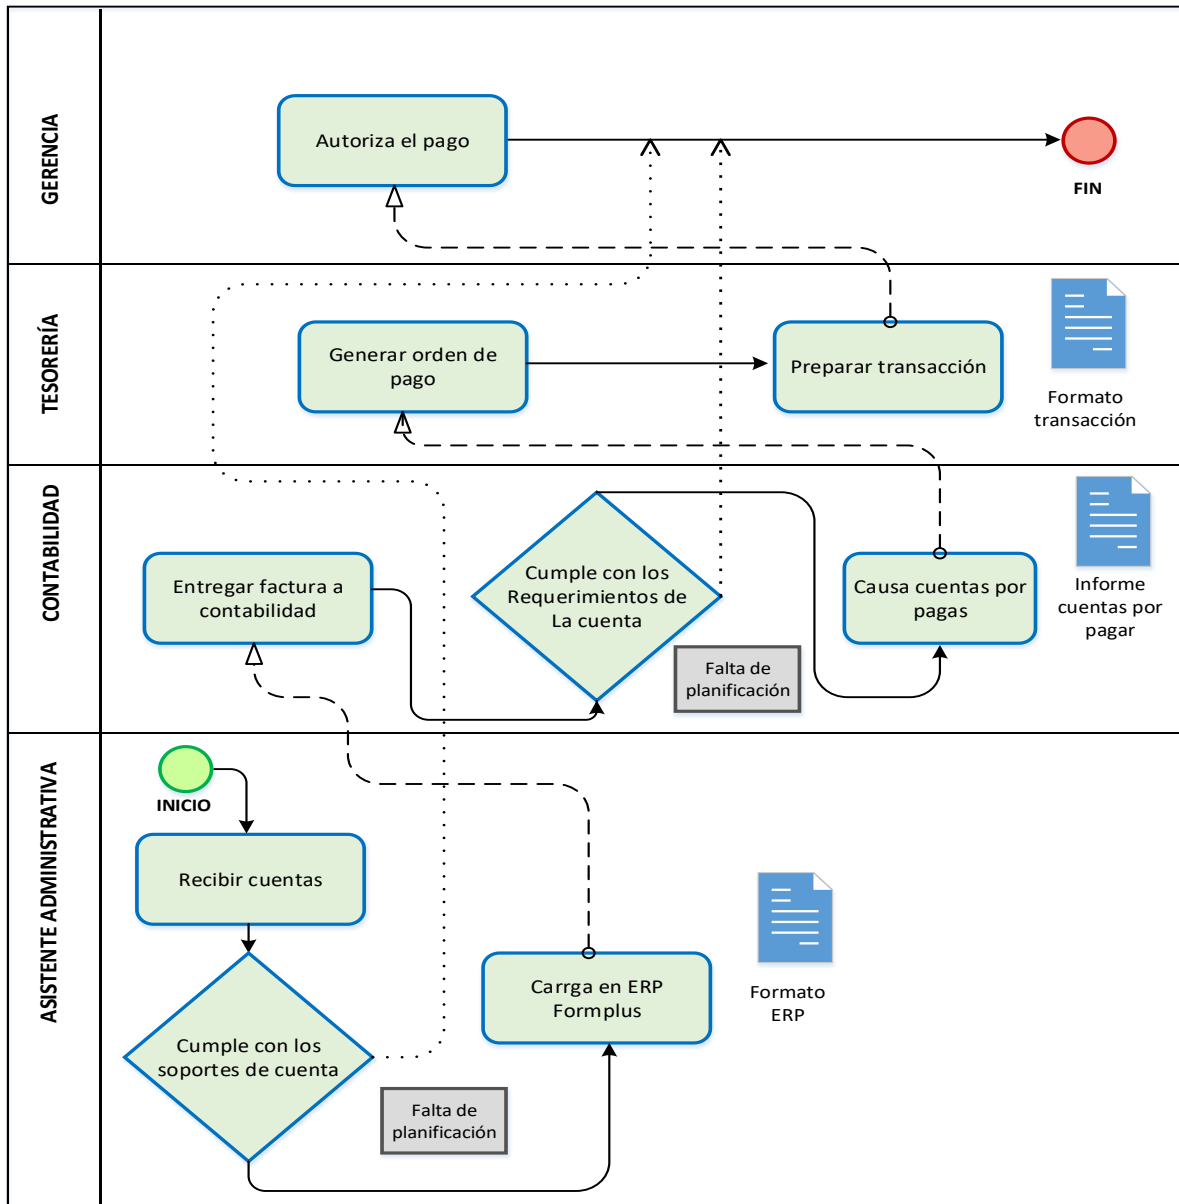 GERENCIA
Autoriza el pago
FIN
TESORERÍA
Generar orden de
pago
Preparar transacción
Formato
transacción
CONTABILIDAD
Entregar factura a
contabilidad
Cumple con los
Requerimientos de
La cuenta
Falta de
planificación
Causa cuentas por
pagas
Informe
cuentas por
pagar
ASISTENTE ADMINISTRATIVA
INICIO
Recibir cuentas
Cumple con los
soportes de cuenta
Falta de
planificación
Carrga en ERP
Formplus
Formato
ERP